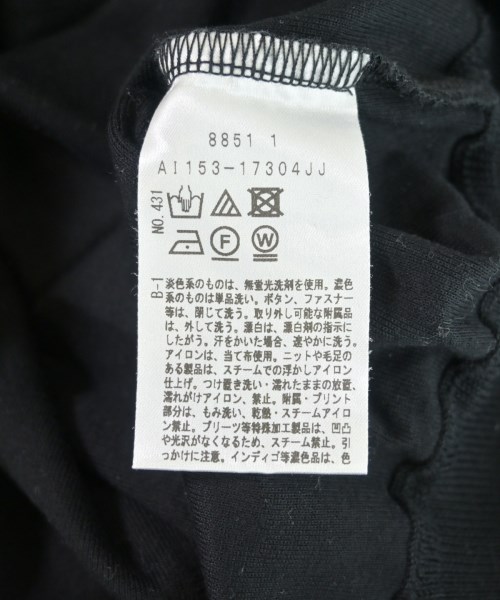 8851 1
AI153-17304JJ
NO.431
F
W
B-1
淡色系のものは、無蛍光洗剤を使用。濃色
系のものは単品洗い。ボタン、ファスナー
等は、閉じて洗う。取り外し可能な附属品
は、外して洗う。漂白は、漂白剤の指示に
したがう。汗をかいた場合、速やかに洗う。
アイロンは、当て布使用。ニットや毛足の
ある製品は、スチームでの浮かしアイロン
仕上げ。つけ置き洗い・濡れたままの放置、
濡れがけアイロン、禁止。附属・プリント
部分は、もみ洗い、乾熱・スチームアイロ
ン禁止。プリーツ等特殊加工製品は、凹凸
や光沢がなくなるため、スチーム禁止。引
っかけに注意。インディゴ等濃色品は、色